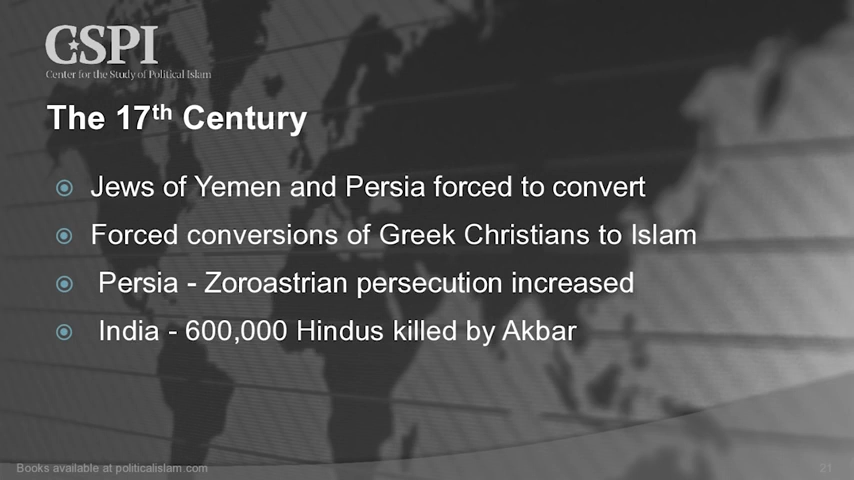 CSPI
Center for the Study of Political Islam
The 17th Century
Jews of Yemen and Persia forced to convert
Forced conversions of Greek Christians to Islam
Persia - Zoroastrian persecution increased
India - 600,000 Hindus killed by Akbar
Books available at politicalislam.com
21